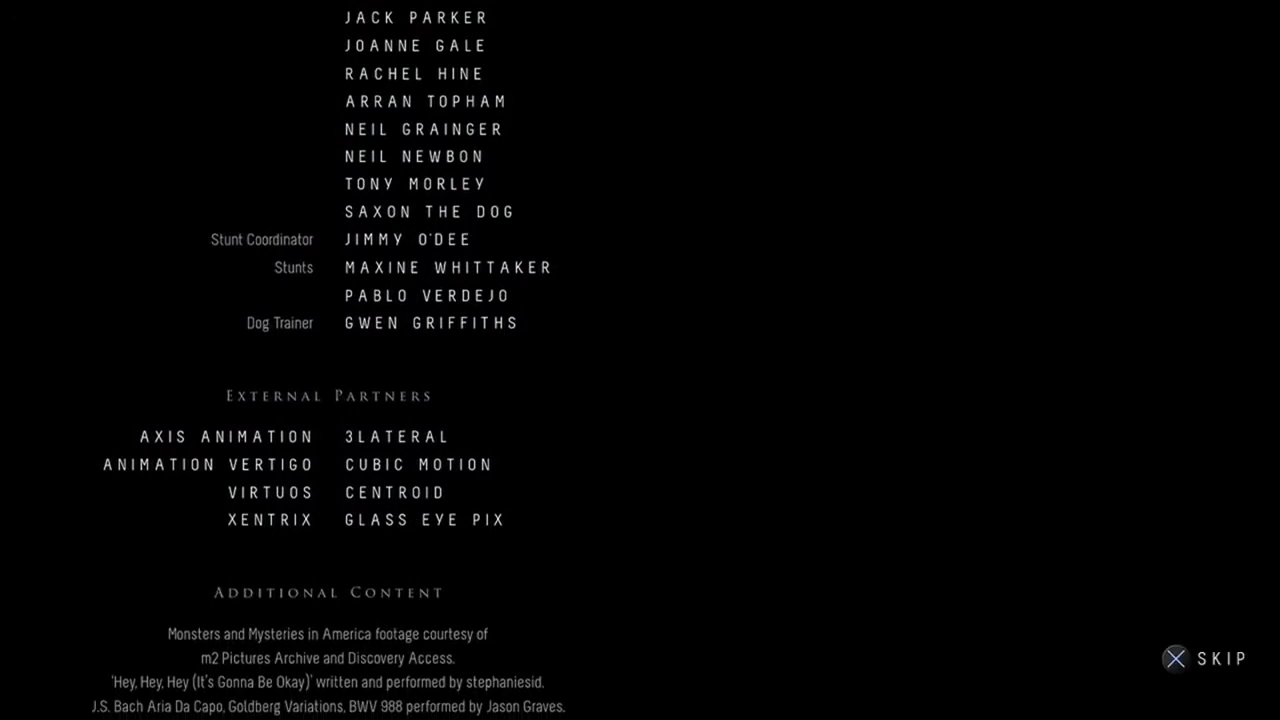 JACK PARKER
JOANNE GALE
RACHEL HINE
ARRAN TOPHAM
NEIL GRAINGER
NEIL NEWBON
TONY MORLEY
SAXON THE DOG
Stunt Coordinator JIMMY O'DEE
Stunts MAXINE WHITTAKER
PABLO VERDEJO
Dog Trainer GWEN GRIFFITHS
EXTERNAL PARTNERS
AXIS ANIMATION 3LATERAL
ANIMATION VERTIGO CUBIC MOTION
VIRTUOS CENTROID
XENTRIX GLASS EYE PIX
ADDITIONAL CONTENT
Monsters and Mysteries in America footage courtesy of
m2 Pictures Archive and Discovery Access.
'Hey, Hey, Hey (It's Gonna Be Okay)' written and performed by stephaniesid.
J.S. Bach Aria Da Capo, Goldberg Variations, BWV 988 performed by Jason Graves.
SKIP